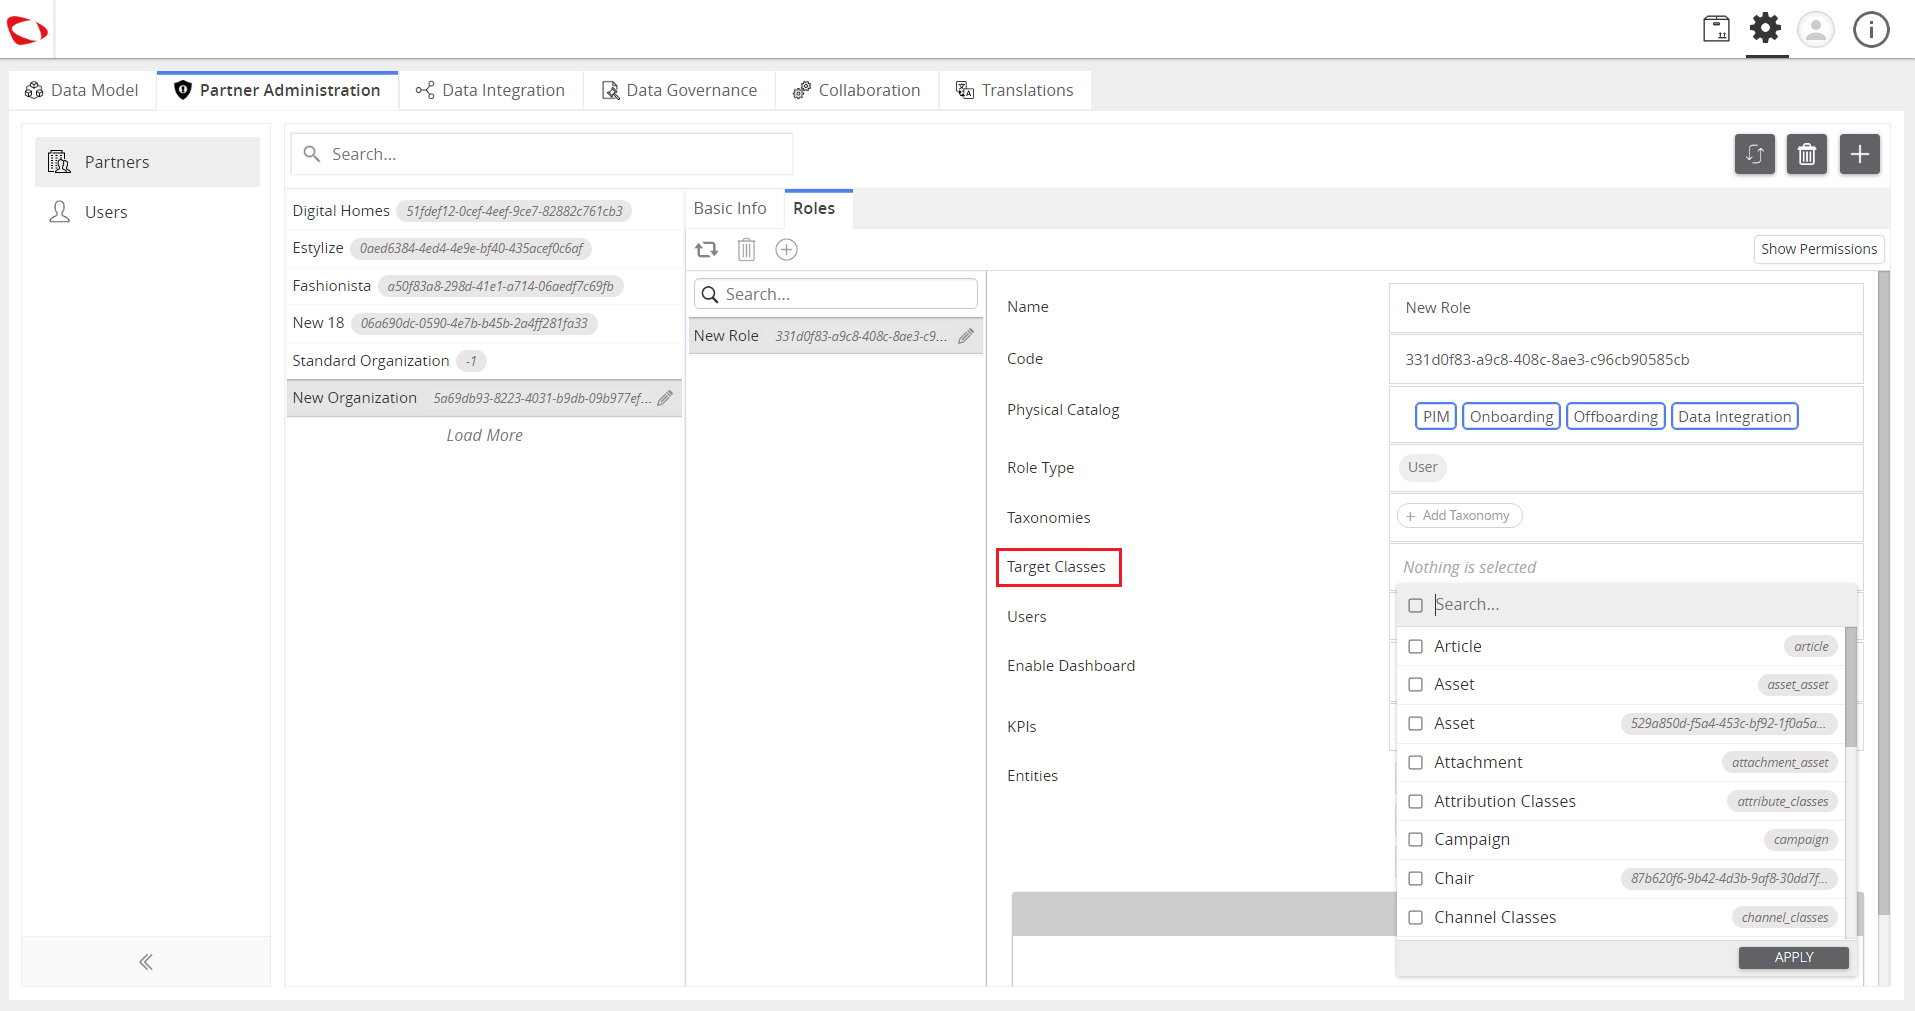 Data Model
Partner Administration
Data Integration
Data Governance
Collaboration
Translations
Partners
Users
Search...
Digital Homes 51fdef12-0cef-4eef-9ce7-82882c761cb3
Estylize 0aed6384-4ed4-4e9e-bf40-435acef0c6af
Fashionista a50f83a8-298d-41e1-a714-06aedf7c69fb
New 18 06a690dc-0590-4e7b-b45b-2a4ff281fa33
Standard Organization -1
New Organization 5a69db93-8223-4031-b9db-09b977ef...
Load More
Basic Info
Roles
Show Permissions
Search...
New Role 331d0f83-a9c8-408c-8ae3-c9...
Name
New Role
Code
331d0f83-a9c8-408c-8ae3-c96cb90585cb
Physical Catalog
PIM Onboarding Offboarding Data Integration
Role Type
User
Taxonomies
+ Add Taxonomy
Target Classes
Nothing is selected
Users
Enable Dashboard
KPIs
Entities
Search...
Article article
Asset asset_asset
Asset 529a850d-f5a4-453c-bf92-1f0a5a...
Attachment attachment_asset
Attribution Classes attribute_classes
Campaign campaign
Chair 87b620f6-9b42-4d3b-9af8-30dd7f...
Channel Classes channel_classes
APPLY